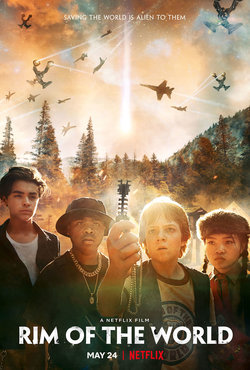 SAVING THE WORLD IS ALIEN TO THEM
A NETFLIX FILM
RIM OF THE WORLD
MAY 24 | NETFLIX